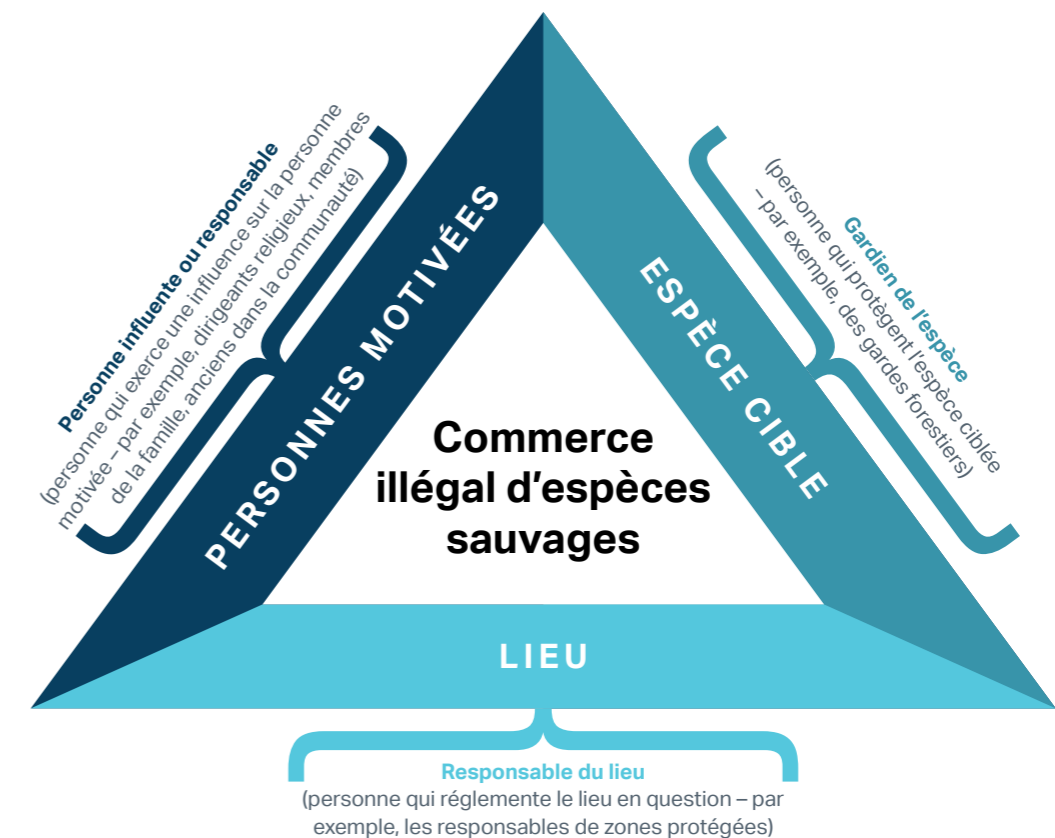 Personne influente ou responsable
(personne qui exerce une influence sur la personne
motivée – par exemple, dirigeants religieux, membres
de la famille, anciens dans la communauté)
PERSONNES MOTIVÉES
Gardien de l'espèce
(personne qui protègent l'espèce ciblée
– par exemple, des gardes forestiers)
ESPÈCE CIBLE
Commerce
illégal d'espèces
sauvages
LIEU
Responsable du lieu
(personne qui réglemente le lieu en question – par
exemple, les responsables de zones protégées)